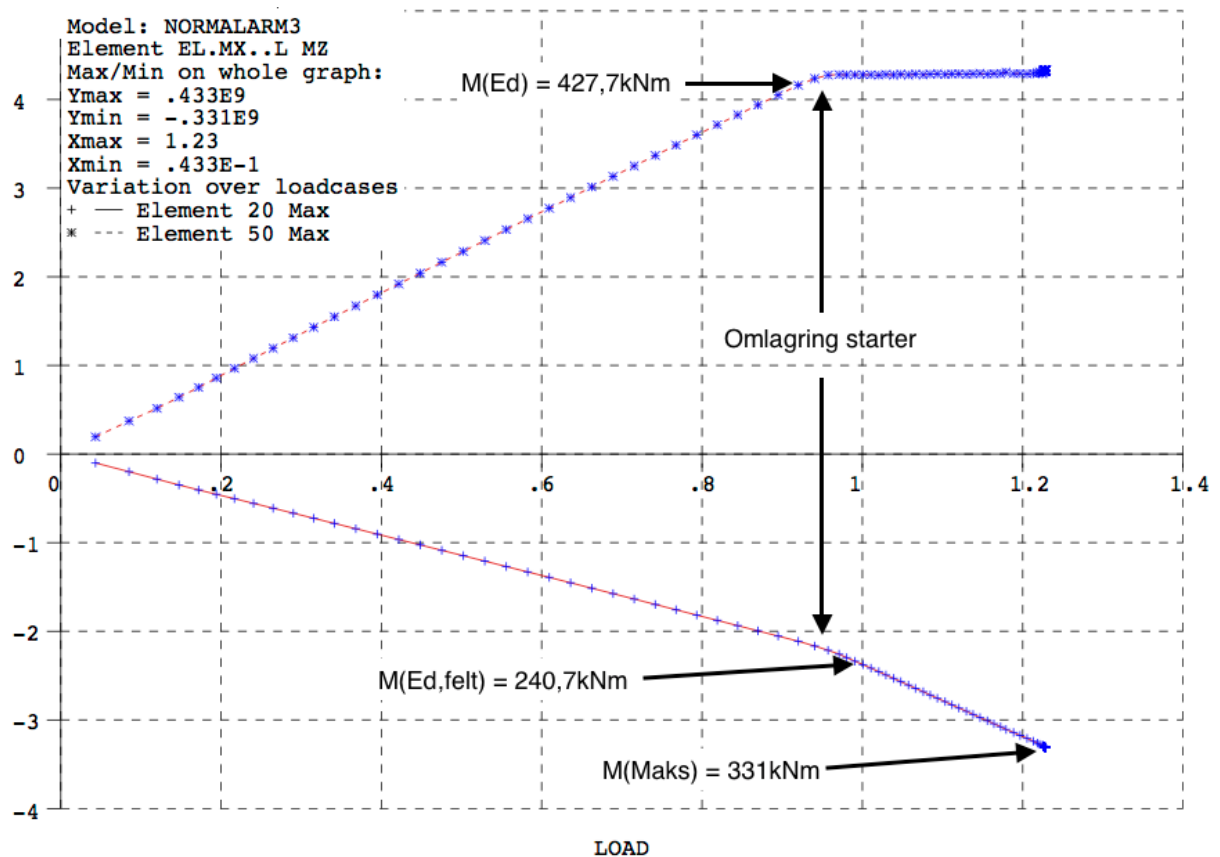 Model: NORMALARM3
Element EL.MX..L MZ
Max/Min on whole graph:
Ymax = .433E9
Ymin = -.331E9
Xmax = 1.23
Xmin = .433E-1
Variation over loadcases
+ — Element 20 Max
* --- Element 50 Max
M(Ed) = 427,7kNm
Omlagring starter
M(Ed,felt) = 240,7kNm
M(Maks) = 331kNm
4
3
2
1
0
-1
-2
-3
-4
0 .2 .4 .6 .8 1 1.2 1.4
LOAD